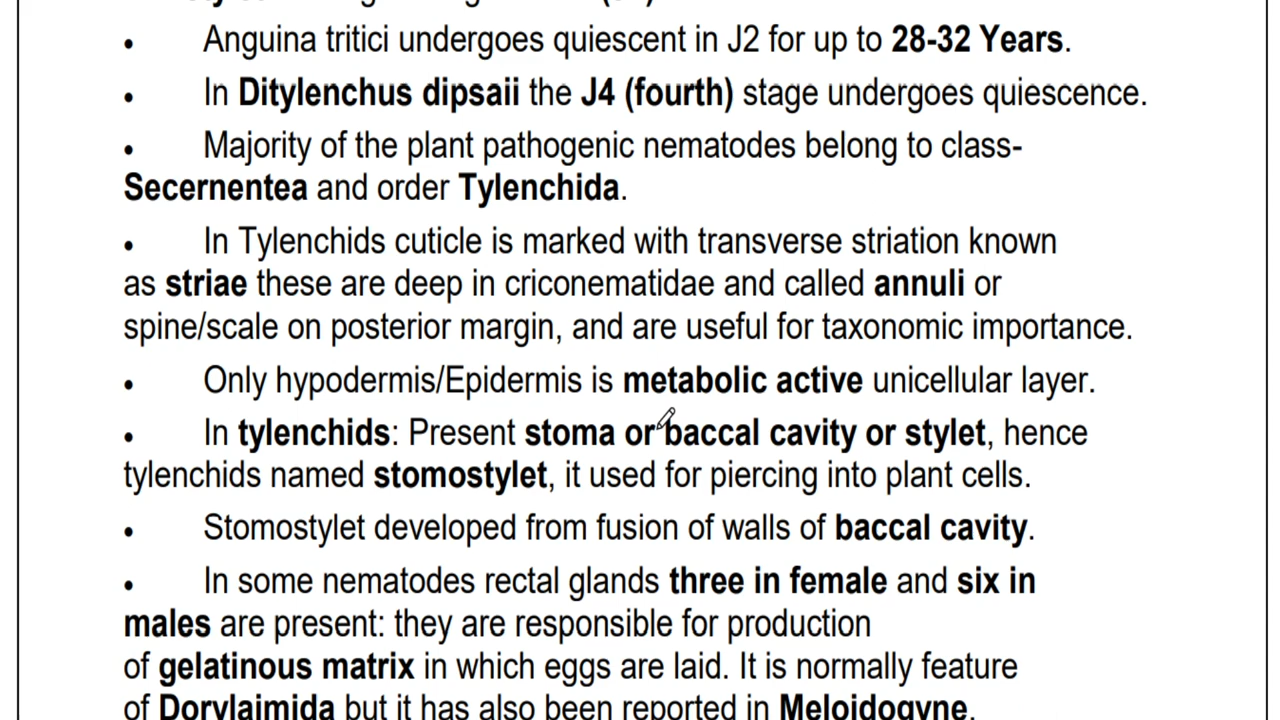 • Anguina tritici undergoes quiescent in J2 for up to 28-32 Years.
• In Ditylenchus dipsaii the J4 (fourth) stage undergoes quiescence.
• Majority of the plant pathogenic nematodes belong to class-
Secernentea and order Tylenchida.
• In Tylenchids cuticle is marked with transverse striation known
as striae these are deep in criconematidae and called annuli or
spine/scale on posterior margin, and are useful for taxonomic importance.
• Only hypodermis/Epidermis is metabolic active unicellular layer.
• In tylenchids: Present stoma or baccal cavity or stylet, hence
tylenchids named stomostylet, it used for piercing into plant cells.
• Stomostylet developed from fusion of walls of baccal cavity.
• In some nematodes rectal glands three in female and six in
males are present: they are responsible for production
of gelatinous matrix in which eggs are laid. It is normally feature
of Dorylaimida but it has also been reported in Meloidogyne.